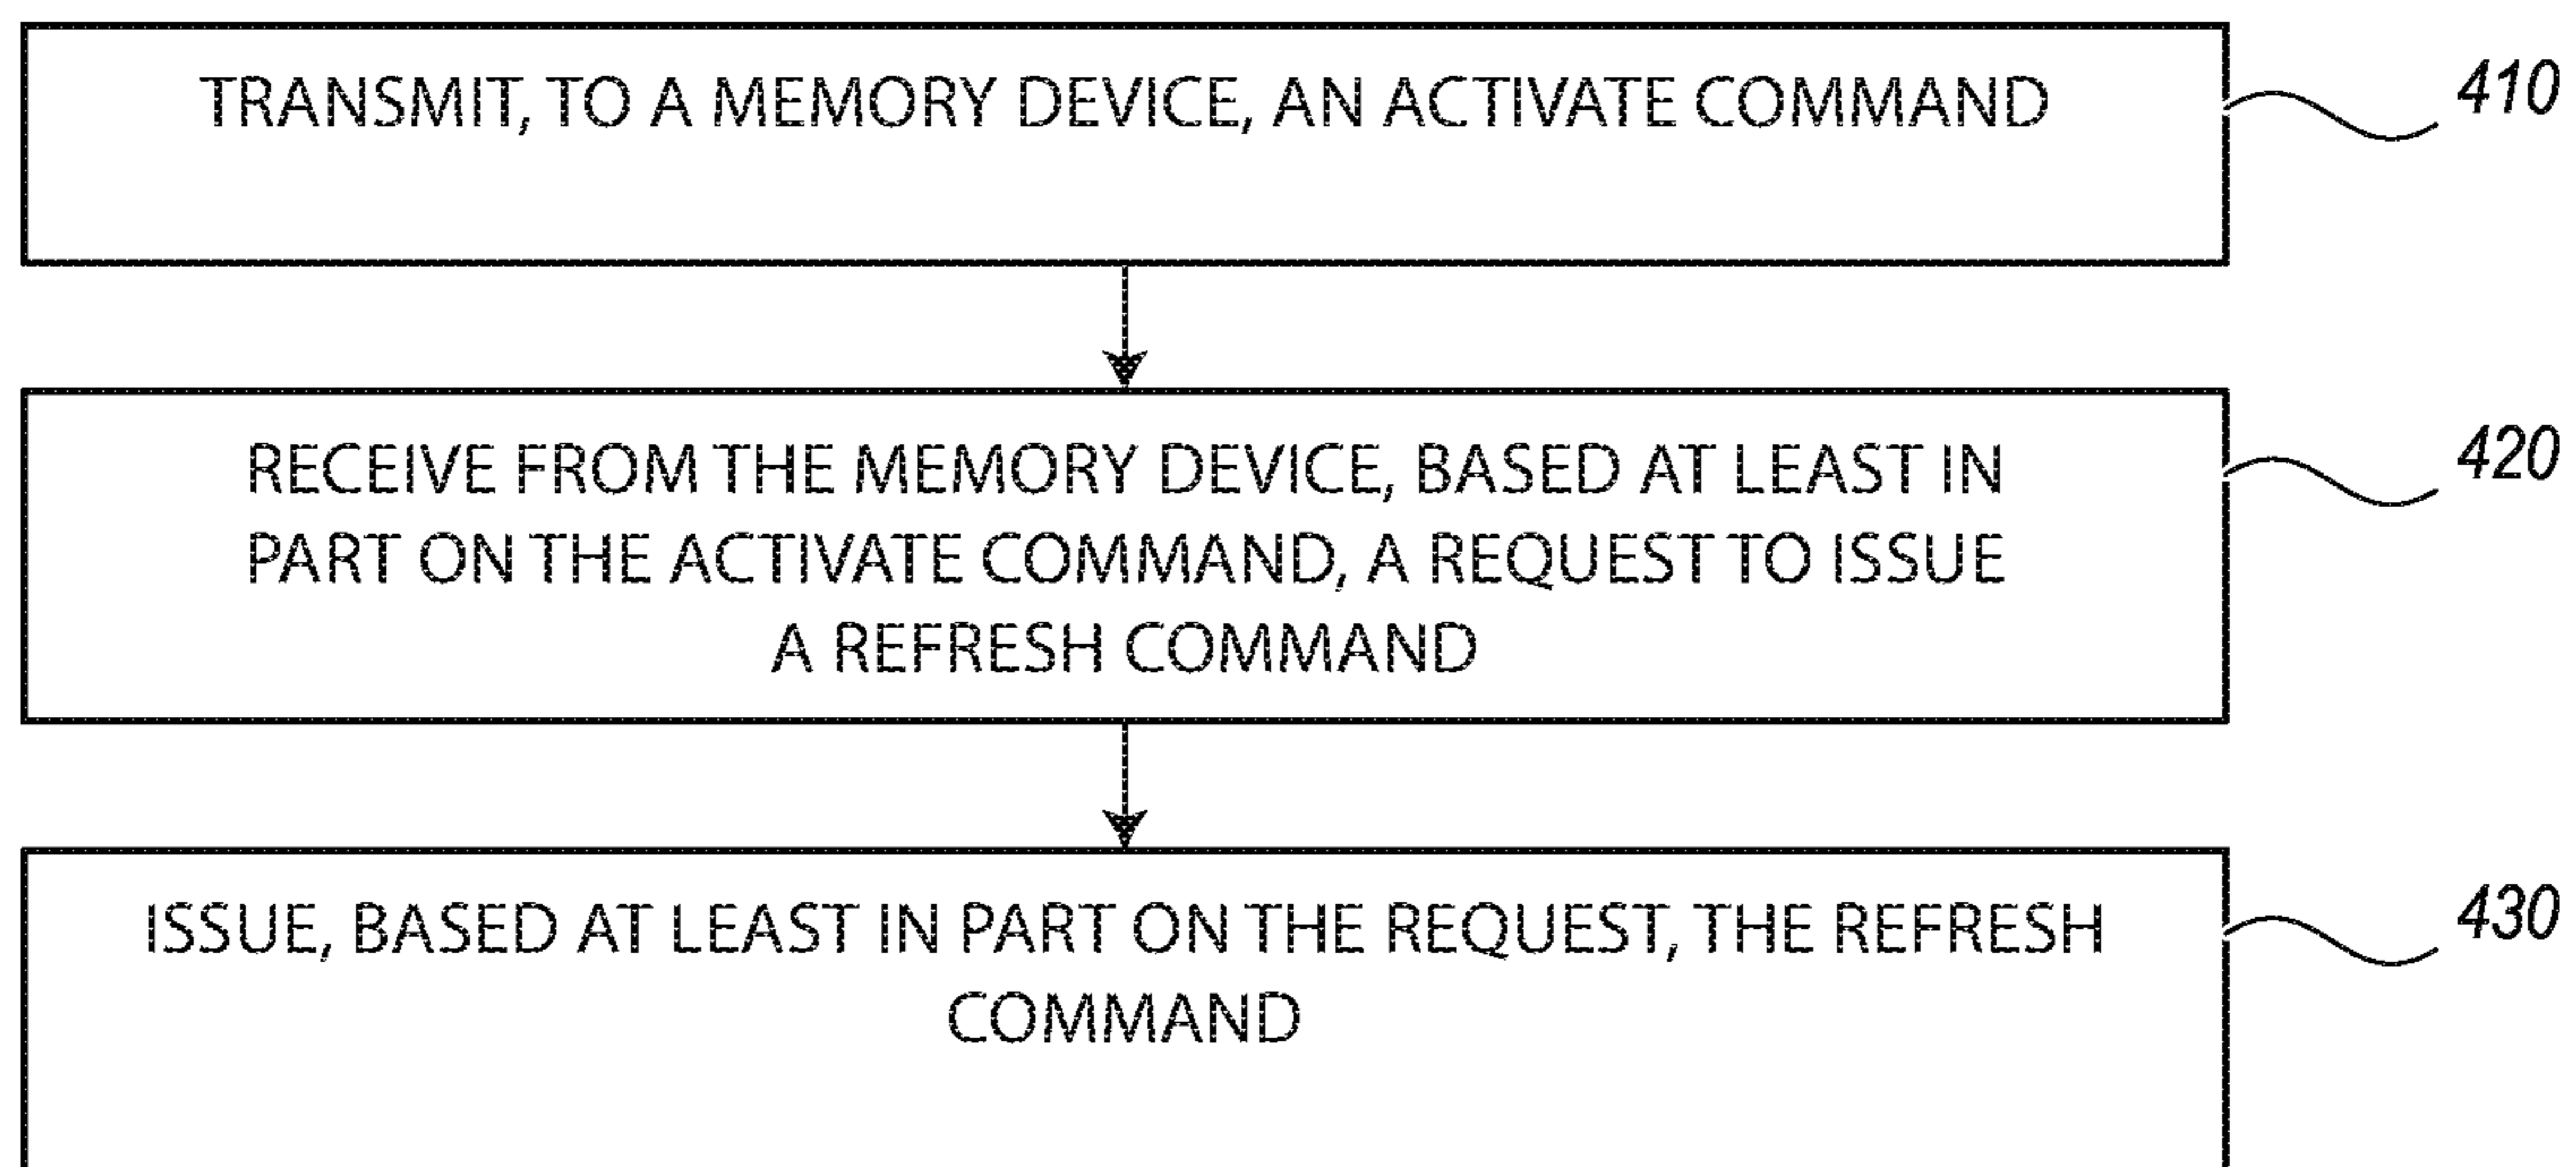 TRANSMIT, TO A MEMORY DEVICE, AN ACTIVATE COMMAND
410
RECEIVE FROM THE MEMORY DEVICE, BASED AT LEAST IN
PART ON THE ACTIVATE COMMAND, A REQUEST TO ISSUE
A REFRESH COMMAND
420
ISSUE, BASED AT LEAST IN PART ON THE REQUEST, THE REFRESH
COMMAND
430